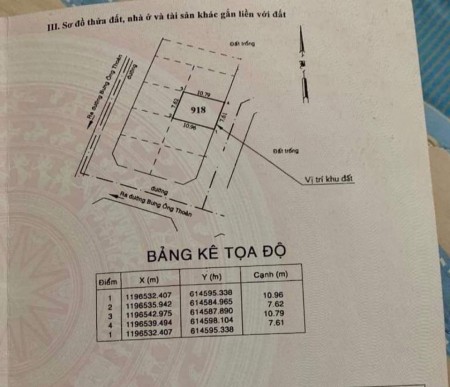 III. Sơ đồ thửa đất, nhà ở và tài sản khác gắn liền với đất
Đất trống
Ra đường Bưng Ông Thoàn
đường
10.79
7.62
918
7.61
10.96
Đất trống
Vị trí khu đất
đường
Ra đường Bưng Ông Thoàn
BẢNG KÊ TỌA ĐỘ
Điểm X (m) Y (m) Cạnh (m)
1 1196532.407 614595.338
10.96
2 1196535.942 614584.965
7.62
3 1196542.975 614587.890
10.79
4 1196539.494 614598.104
7.61
1 1196532.407 614595.338